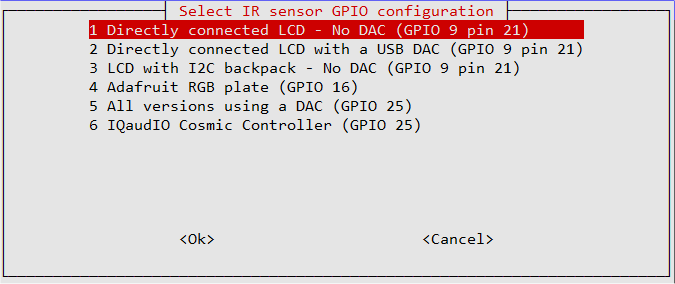 Select IR sensor GPIO configuration
1 Directly connected LCD - No DAC (GPIO 9 pin 21)
2 Directly connected LCD with a USB DAC (GPIO 9 pin 21)
3 LCD with I2C backpack - No DAC (GPIO 9 pin 21)
4 Adafruit RGB plate (GPIO 16)
5 All versions using a DAC (GPIO 25)
6 IQaudIO Cosmic Controller (GPIO 25)
<Ok> <Cancel>